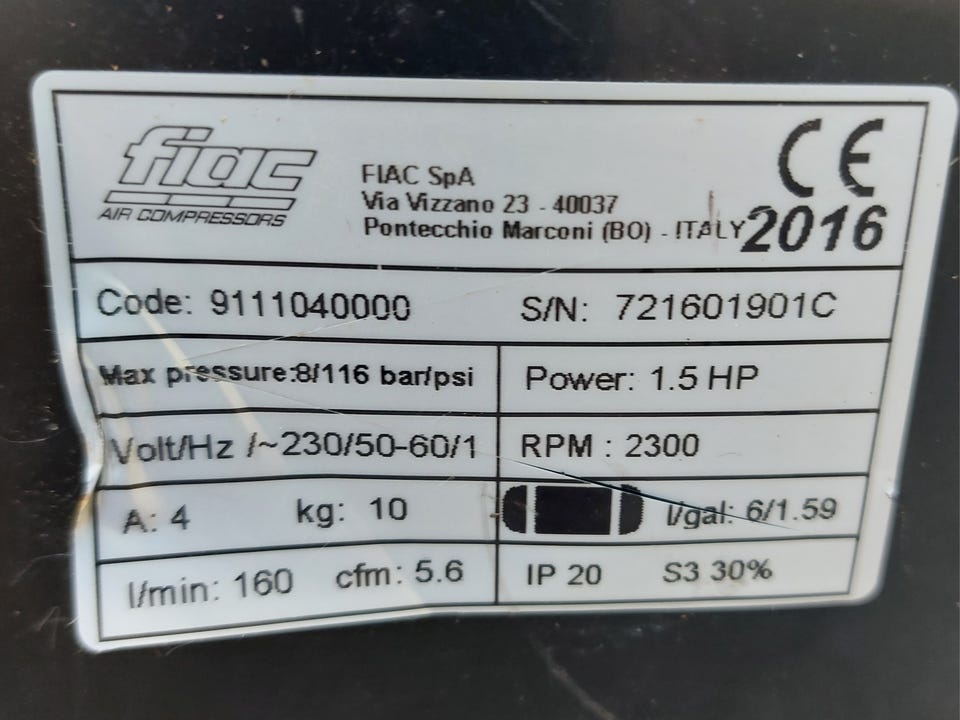 fiac
AIR COMPRESSORS
FIAC SpA
Via Vizzano 23 - 40037
Pontecchio Marconi (BO) - ITALY
CE
2016
Code: 9111040000 S/N: 721601901C
Max pressure:8/116 bar/psi Power: 1.5 HP
Volt/Hz /~230/50-60/1 RPM : 2300
A: 4 kg: 10 l/gal: 6/1.59
l/min: 160 cfm: 5.6 IP 20 S3 30%